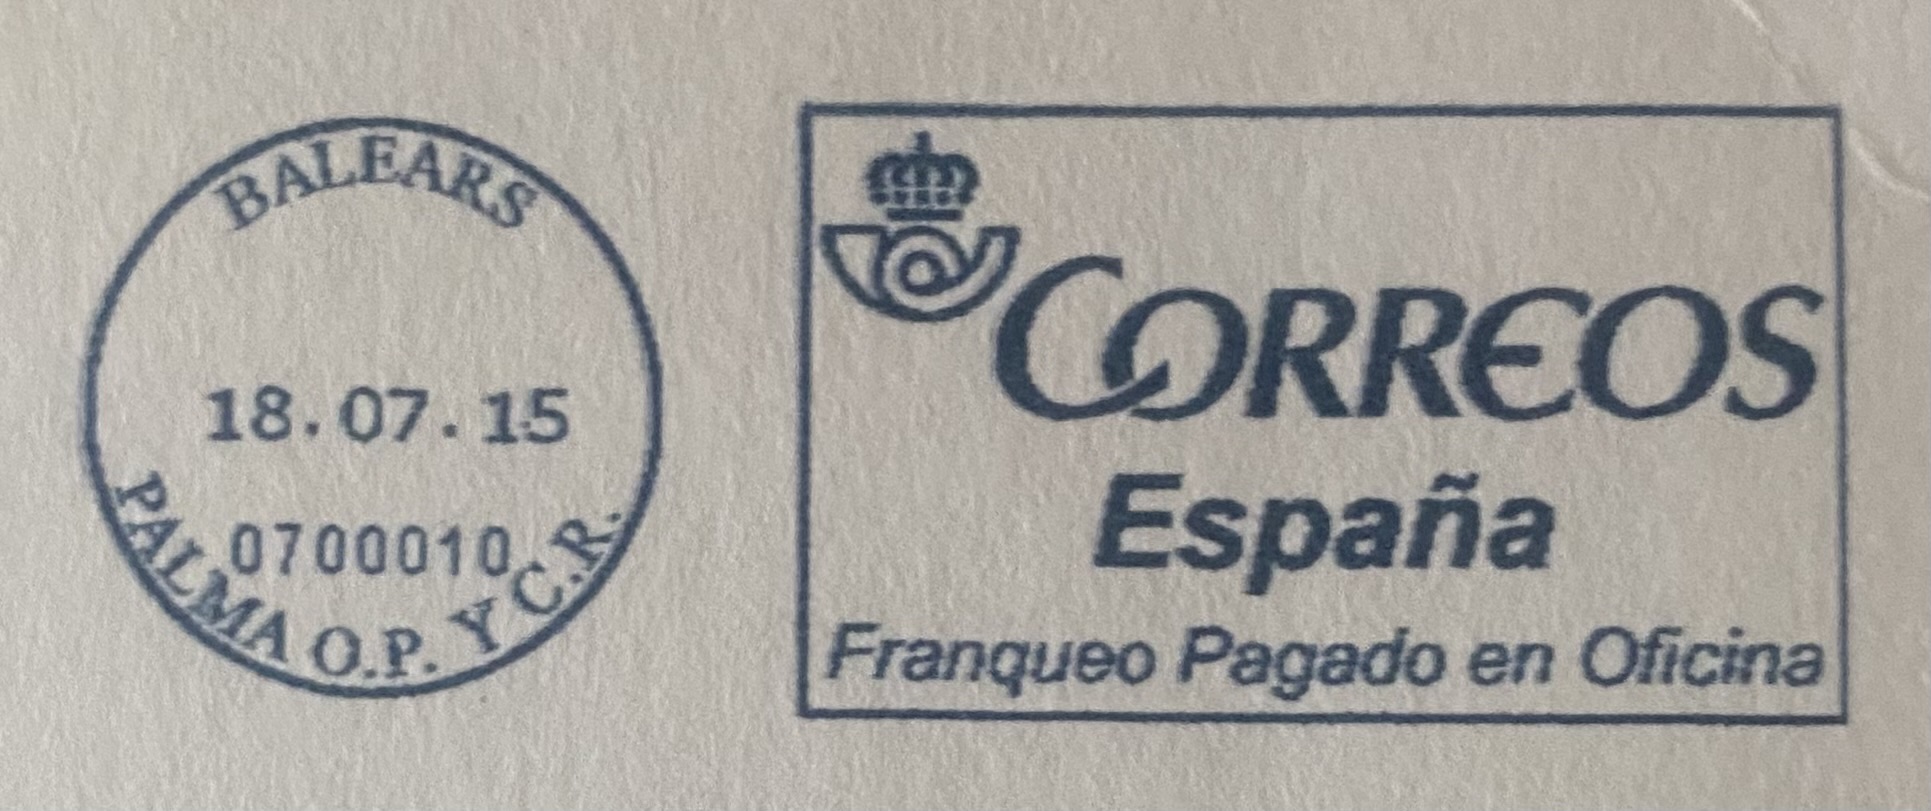 BALEARS
18.07.15
0700010
PALMA O.P. Y C.R.
CORREOS
España
Franqueo Pagado en Oficina